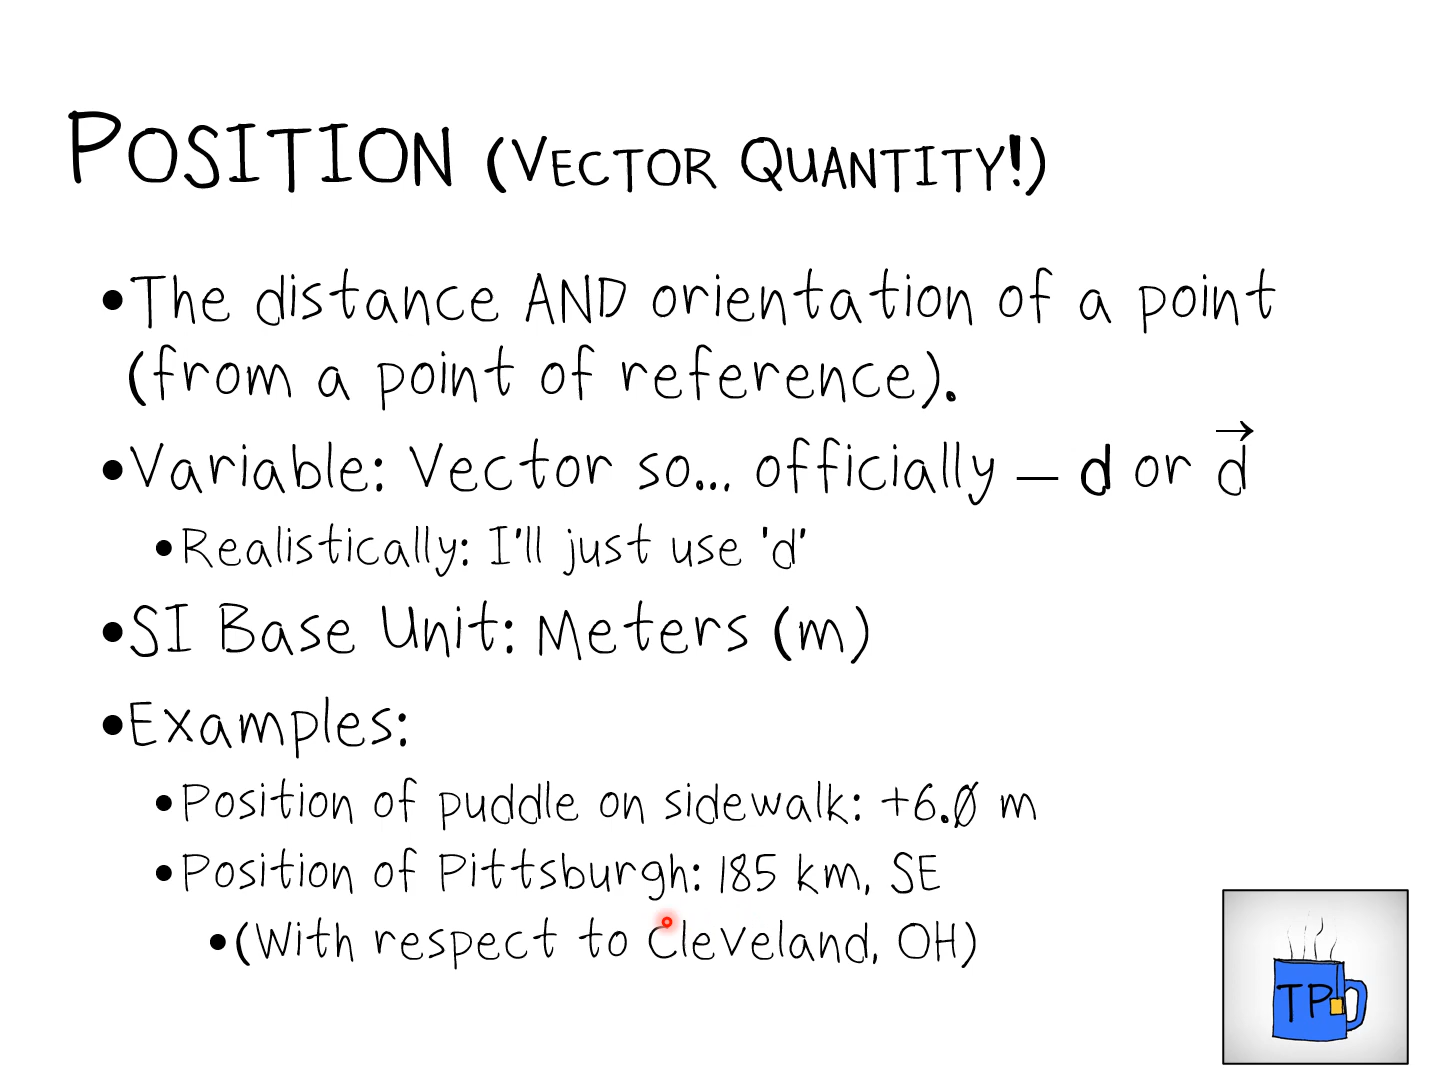 POSITION (VECTOR QUANTITY!)
•The distance AND orientation of a point
(from a point of reference).
•Variable: Vector so... officially – d or d⃗
•Realistically: I'll just use 'd'
•SI Base Unit: Meters (m)
•Examples:
•Position of puddle on sidewalk: +6.0 m
•Position of Pittsburgh: 185 km, SE
•(With respect to Cleveland, OH)
TP